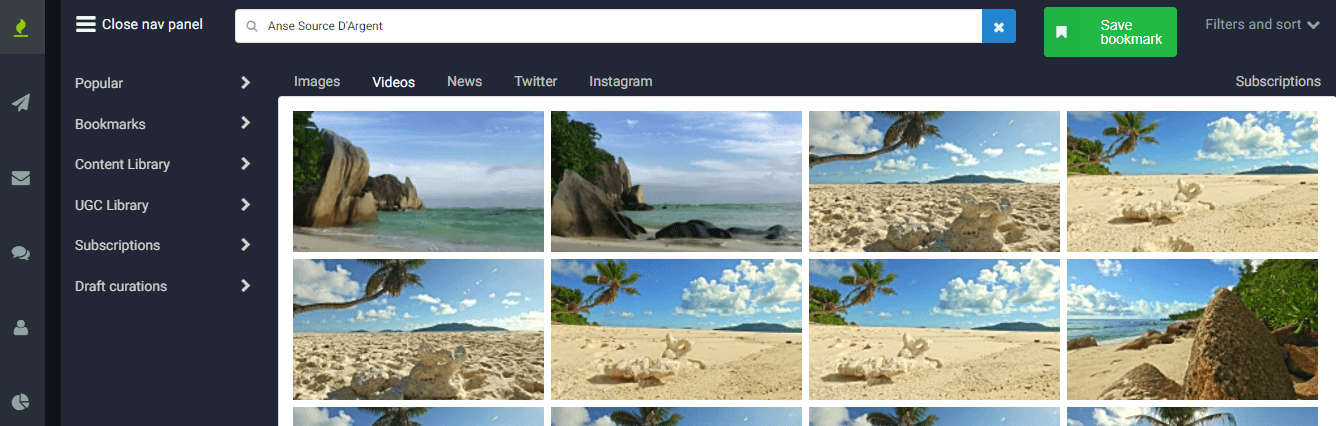 Close nav panel
Anse Source D'Argent
Save
bookmark
Filters and sort
Popular
Bookmarks
Content Library
UGC Library
Subscriptions
Draft curations
Images
Videos
News
Twitter
Instagram
Subscriptions